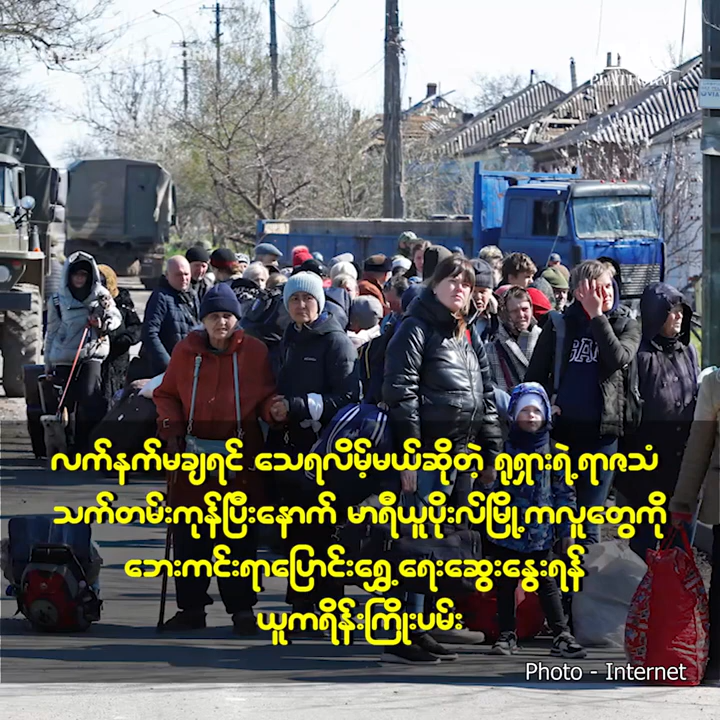 လက်နက်မချရင် သေရလိမ့်မယ်ဆိုတဲ့ ရုရှားရဲ့ရာဇသံ
သက်တမ်းကုန်ပြီးနောက် မာရီယူပိုးလ်မြို့ကလူတွေကို
ဘေးကင်းရာပြောင်းရွှေ့ရေးဆွေးနွေးရန်
ယူကရိန်းကြိုးပမ်း
Photo - Internet